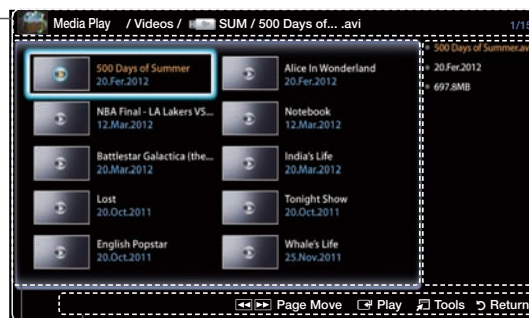 Media Play / Videos / SUM / 500 Days of... .avi 1/15
500 Days of Summer
20.Fer.2012
Alice In Wonderland
20.Fer.2012
NBA Final - LA Lakers VS...
12.Mar.2012
Notebook
12.Mar.2012
Battlestar Galactica (the...
20.Mar.2012
India's Life
20.Mar.2012
Lost
20.Oct.2011
Tonight Show
20.Oct.2011
English Popstar
20.Oct.2011
Whale's Life
25.Nov.2011
500 Days of Summer.avi
20.Fer.2012
697.8MB
Page Move Play Tools Return